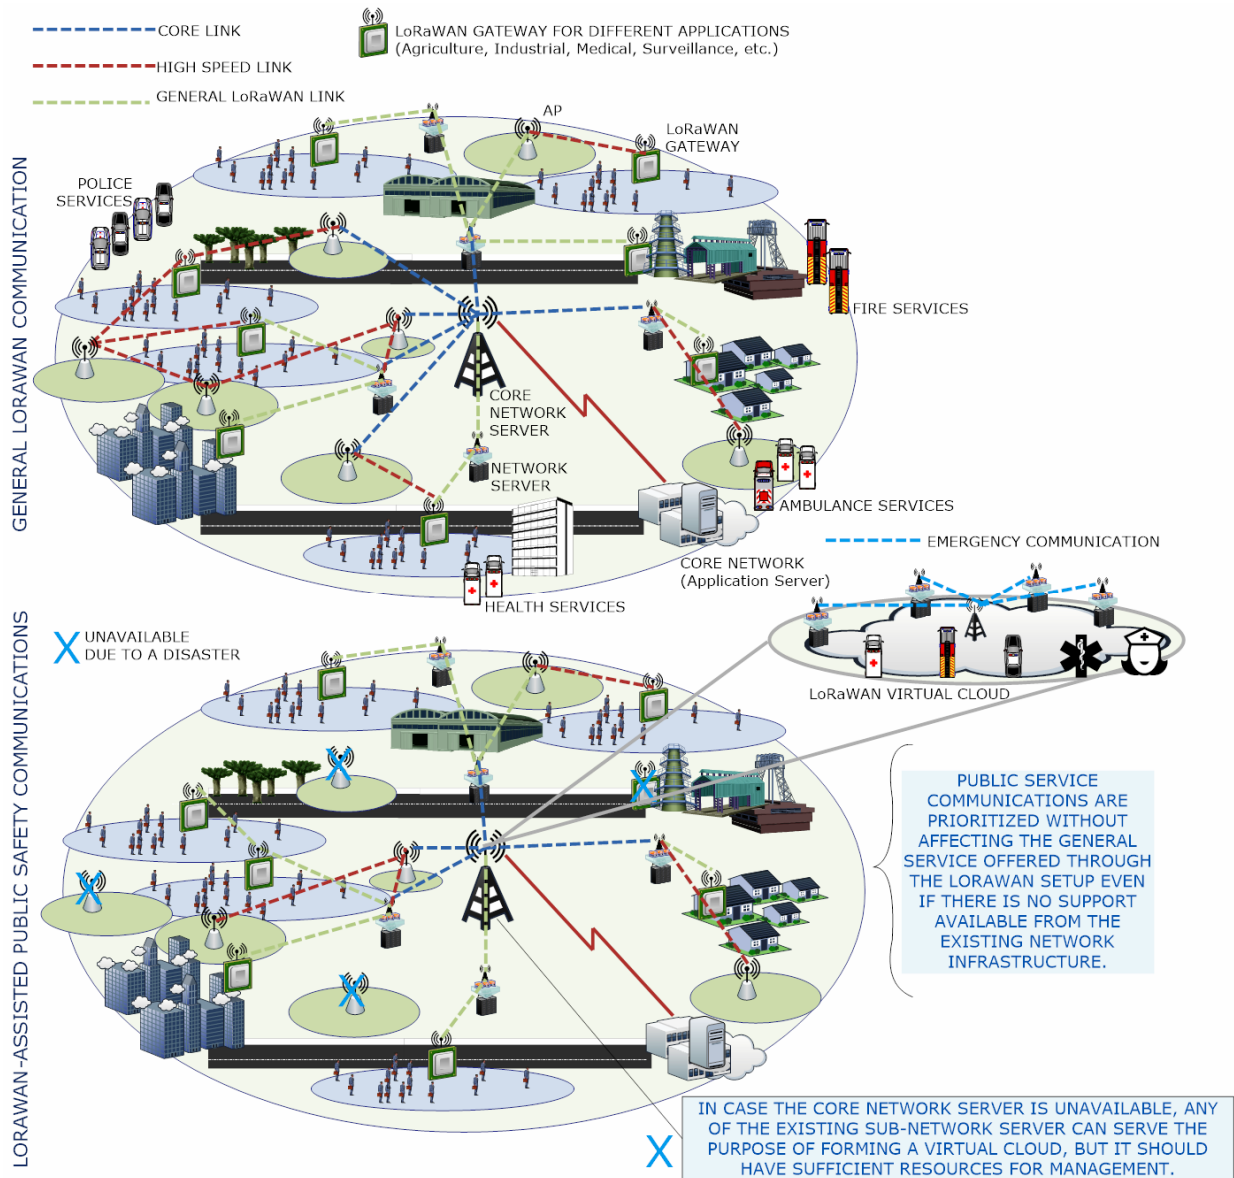 CORE LINK
HIGH SPEED LINK
GENERAL LoRaWAN LINK
LoRaWAN GATEWAY FOR DIFFERENT APPLICATIONS
(Agriculture, Industrial, Medical, Surveillance, etc.)
GENERAL LORAWAN COMMUNICATION
AP
LoRaWAN
GATEWAY
POLICE
SERVICES
FIRE SERVICES
CORE
NETWORK
SERVER
NETWORK
SERVER
AMBULANCE SERVICES
CORE NETWORK
(Application Server)
HEALTH SERVICES
EMERGENCY COMMUNICATION
LoRaWAN VIRTUAL CLOUD
LORAWAN-ASSISTED PUBLIC SAFETY COMMUNICATIONS
X UNAVAILABLE
DUE TO A DISASTER
X
X
X
X
PUBLIC SERVICE
COMMUNICATIONS ARE
PRIORITIZED WITHOUT
AFFECTING THE GENERAL
SERVICE OFFERED THROUGH
THE LORAWAN SETUP EVEN
IF THERE IS NO SUPPORT
AVAILABLE FROM THE
EXISTING NETWORK
INFRASTRUCTURE.
X
IN CASE THE CORE NETWORK SERVER IS UNAVAILABLE, ANY
OF THE EXISTING SUB-NETWORK SERVER CAN SERVE THE
PURPOSE OF FORMING A VIRTUAL CLOUD, BUT IT SHOULD
HAVE SUFFICIENT RESOURCES FOR MANAGEMENT.